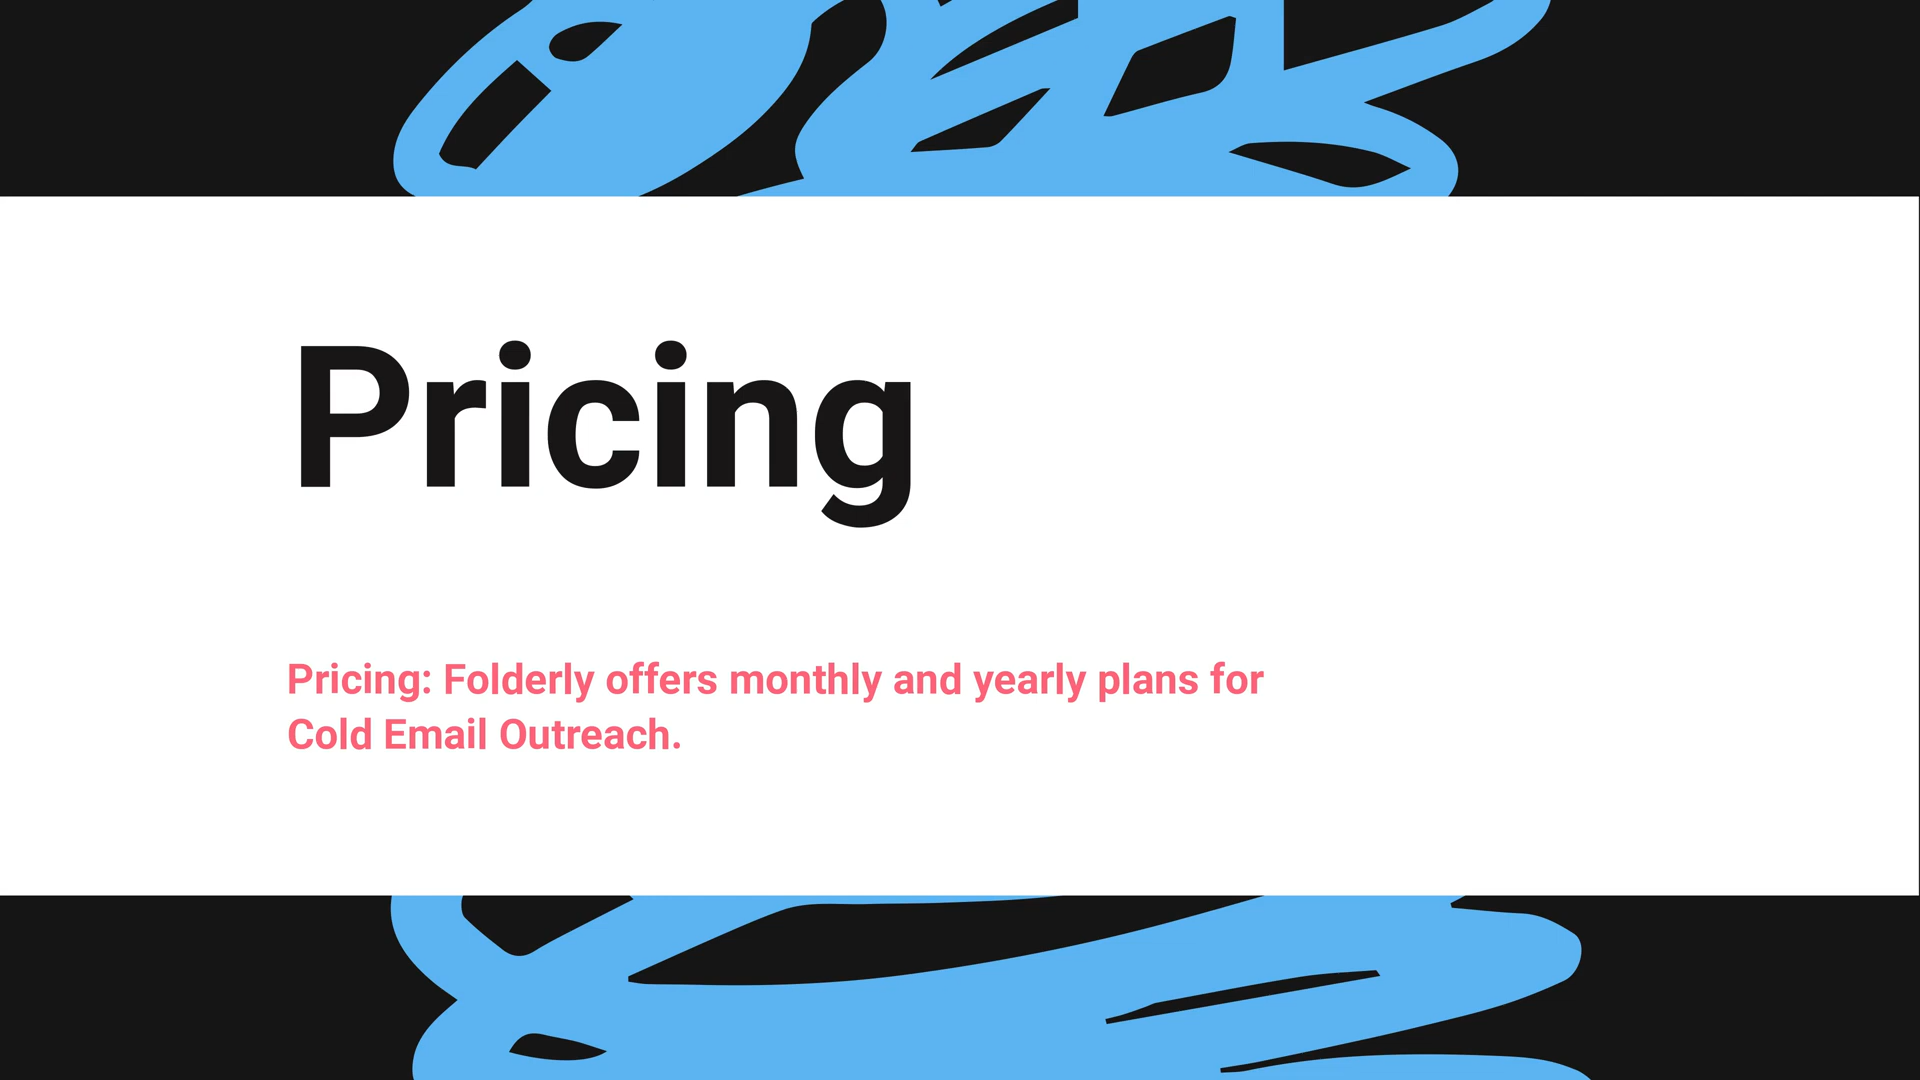 Pricing
Pricing: Folderly offers monthly and yearly plans for
Cold Email Outreach.